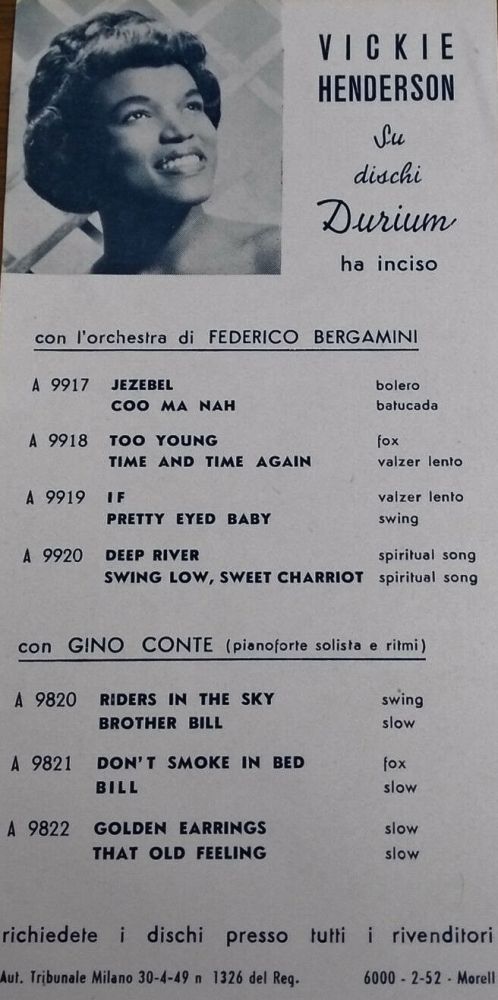 VICKIE
HENDERSON
Su
dischi
Durium
ha inciso
con l'orchestra di FEDERICO BERGAMINI
A 9917 JEZEBEL bolero
COO MA NAH batucada
A 9918 TOO YOUNG fox
TIME AND TIME AGAIN valzer lento
A 9919 IF valzer lento
PRETTY EYED BABY swing
A 9920 DEEP RIVER spiritual song
SWING LOW, SWEET CHARRIOT spiritual song
con GINO CONTE (pianoforte solista e ritmi)
A 9820 RIDERS IN THE SKY swing
BROTHER BILL slow
A 9821 DON'T SMOKE IN BED fox
BILL slow
A 9822 GOLDEN EARRINGS slow
THAT OLD FEELING slow
richiedete i dischi presso tutti i rivenditori
Aut. Tribunale Milano 30-4-49 n 1326 del Reg. 6000 - 2-52 - Morell